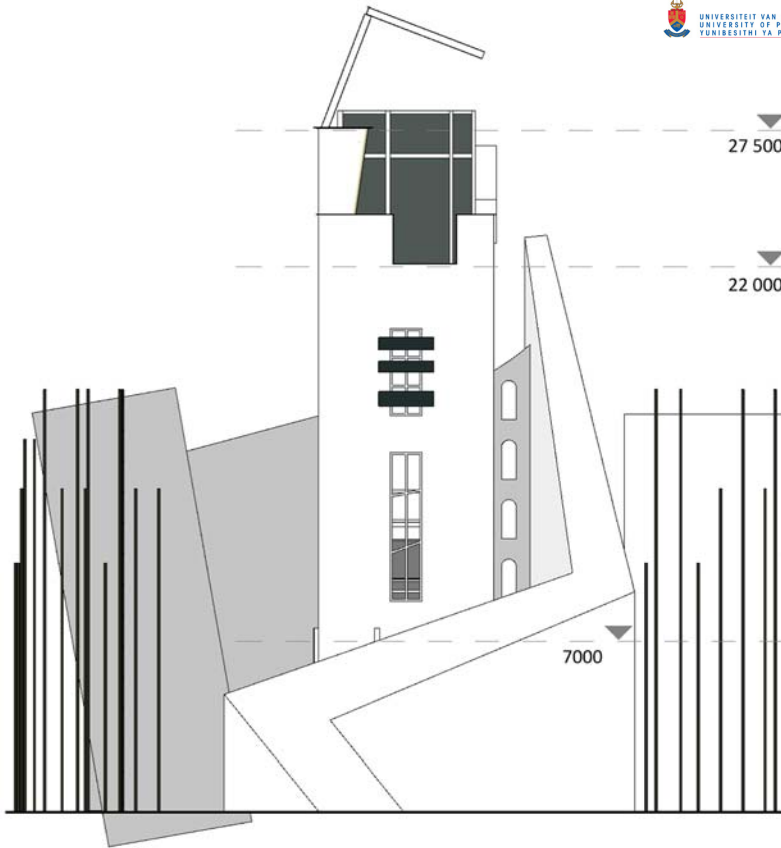 UNIVERSITEIT VAN
UNIVERSITY OF P
YUNIBESITHI YA P
27 500
22 000
7000